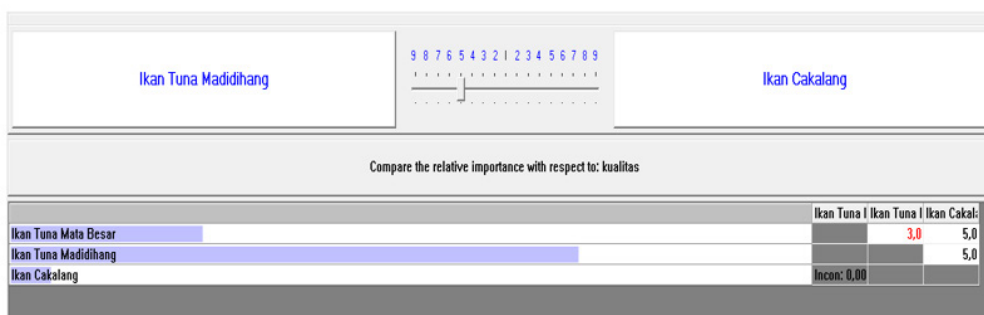 Ikan Tuna Madidihang
9 8 7 6 5 4 3 2 1 2 3 4 5 6 7 8 9
Ikan Cakalang
Compare the relative importance with respect to: kualitas
Ikan Tuna I Ikan Tuna I Ikan Cakala
Ikan Tuna Mata Besar 3,0 5,0
Ikan Tuna Madidihang 5,0
Ikan Cakalang Incon: 0,00